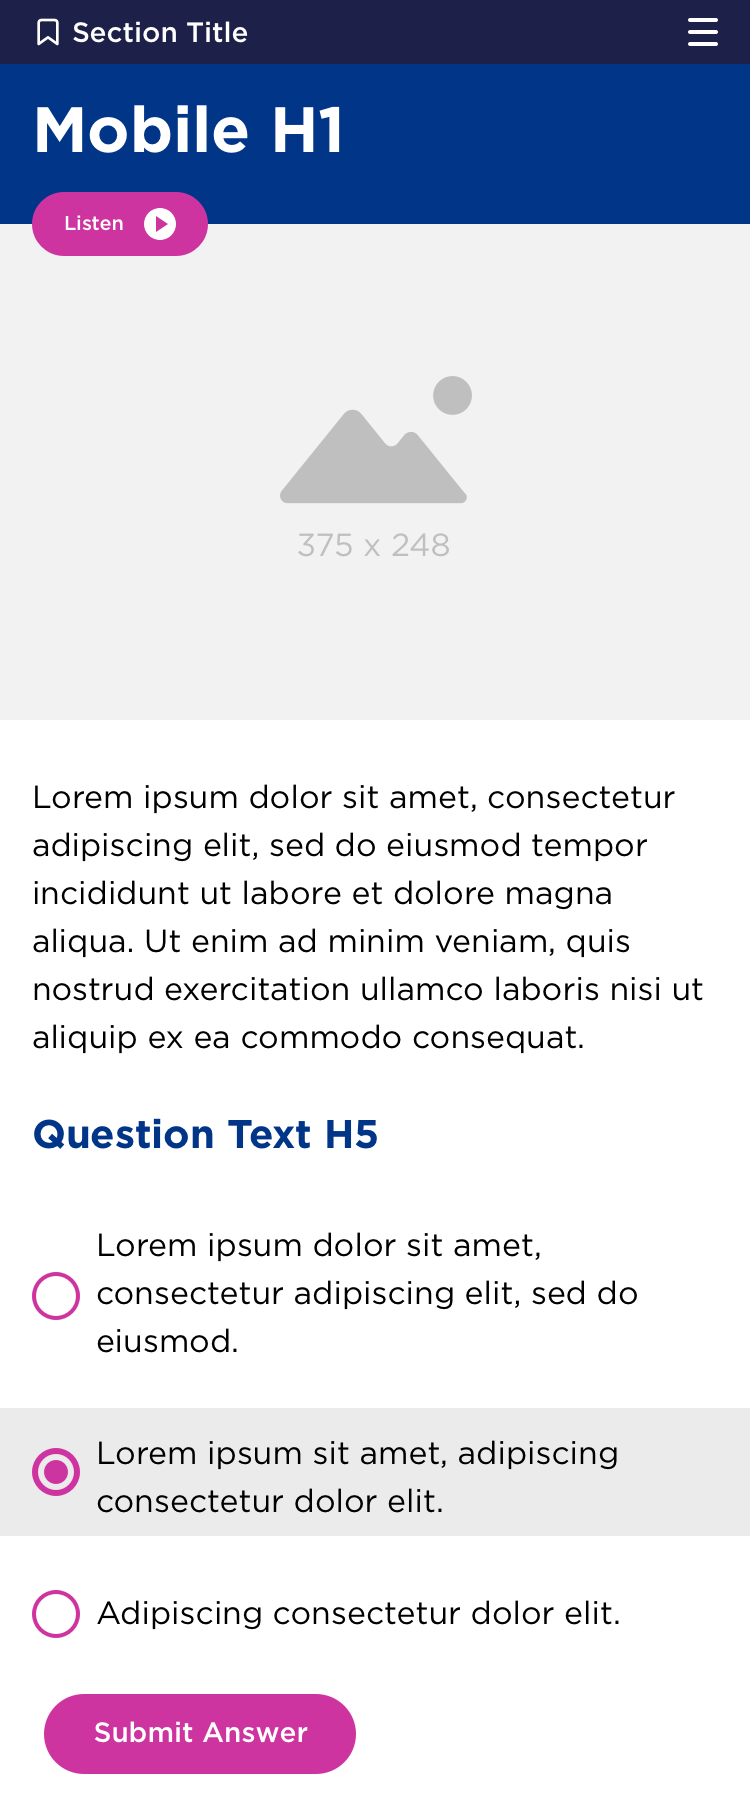 Section Title
Mobile H1
Listen
375 x 248
Lorem ipsum dolor sit amet, consectetur
adipiscing elit, sed do eiusmod tempor
incididunt ut labore et dolore magna
aliqua. Ut enim ad minim veniam, quis
nostrud exercitation ullamco laboris nisi ut
aliquip ex ea commodo consequat.
Question Text H5
Lorem ipsum dolor sit amet,
consectetur adipiscing elit, sed do
eiusmod.
Lorem ipsum sit amet, adipiscing
consectetur dolor elit.
Adipiscing consectetur dolor elit.
Submit Answer